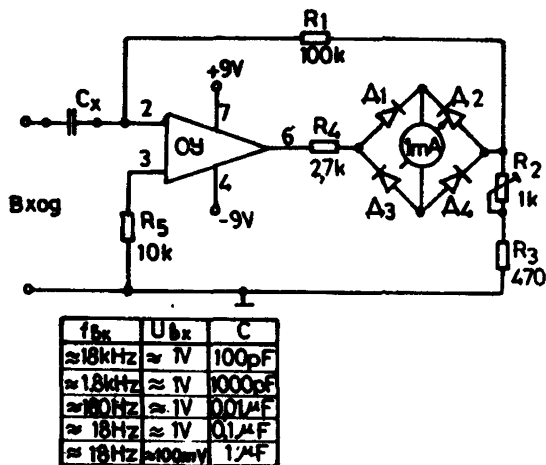 R1
100k
+9V
Cx
2
7
Д1
Д2
ОУ
6
R4
2,7k
1mA
3
4
-9V
Д3
Д4
R2
1k
Вход
R5
10k
R3
470
fвх Uвх C
≈18kHz ≈ 1V 100pF
≈1,8kHz ≈ 1V 1000pF
≈180Hz ≈ 1V 0,01µF
≈ 18Hz ≈ 1V 0,1µF
≈ 18Hz ≈100mV 1µF